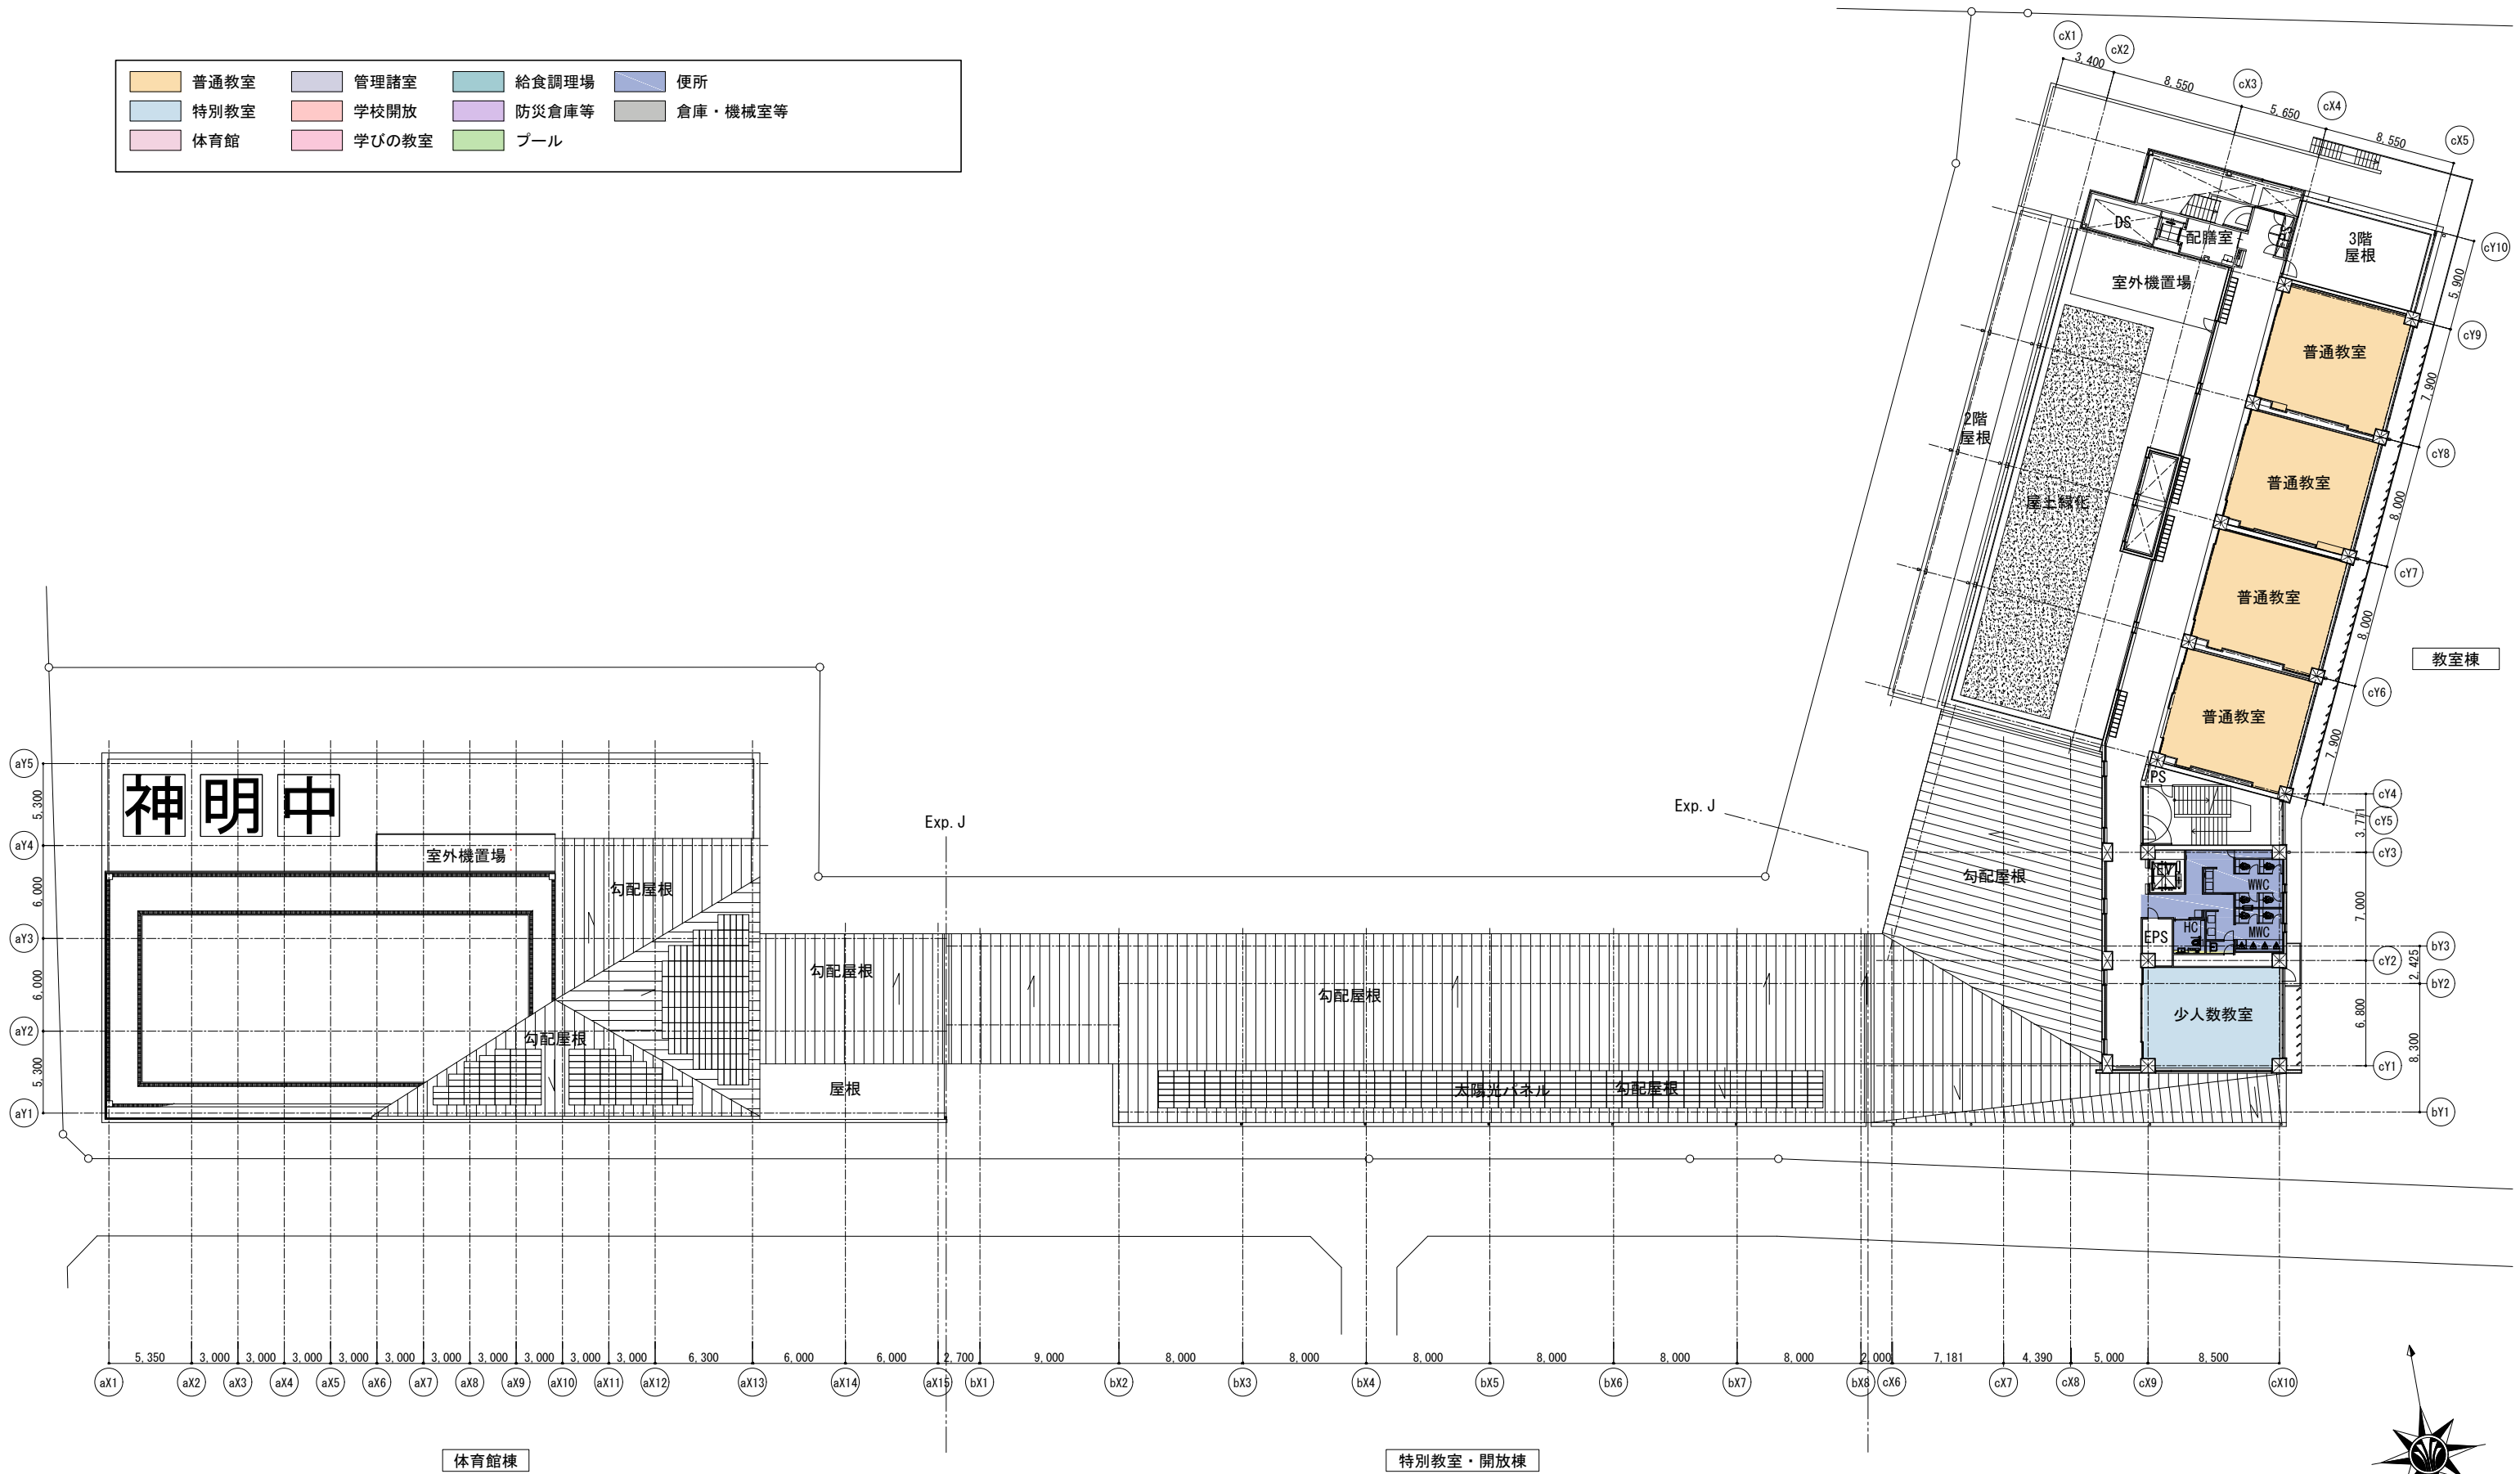 普通教室
管理諸室
給食調理場
便所
特別教室
学校開放
防災倉庫等
倉庫・機械室等
体育館
学びの教室
プール
cX1
cX2
cX3
cX4
cX5
3,400
8,550
5,650
8,550
DS
配膳室
3階
屋根
室外機置場
普通教室
普通教室
普通教室
普通教室
2階
屋根
屋上緑化
cY10
cY9
cY8
cY7
cY6
5,900
7,900
8,000
8,000
7,900
教室棟
PS
cY4
cY5
cY3
cY2
cY1
3,771
7,000
6,800
bY3
bY2
bY1
2,425
8,300
EV
WWC
HC
MWC
EPS
少人数教室
Exp.J
Exp.J
神明中
室外機置場
勾配屋根
勾配屋根
勾配屋根
屋根
勾配屋根
太陽光パネル
勾配屋根
勾配屋根
aY5
aY4
aY3
aY2
aY1
5,300
6,000
6,000
5,300
5,350
3,000
3,000
3,000
3,000
3,000
3,000
3,000
3,000
3,000
3,000
6,300
6,000
6,000
2,700
9,000
8,000
8,000
8,000
8,000
8,000
8,000
2,000
7,181
4,390
5,000
8,500
aX1
aX2
aX3
aX4
aX5
aX6
aX7
aX8
aX9
aX10
aX11
aX12
aX13
aX14
aX15
bX1
bX2
bX3
bX4
bX5
bX6
bX7
bX8
cX6
cX7
cX8
cX9
cX10
体育館棟
特別教室・開放棟